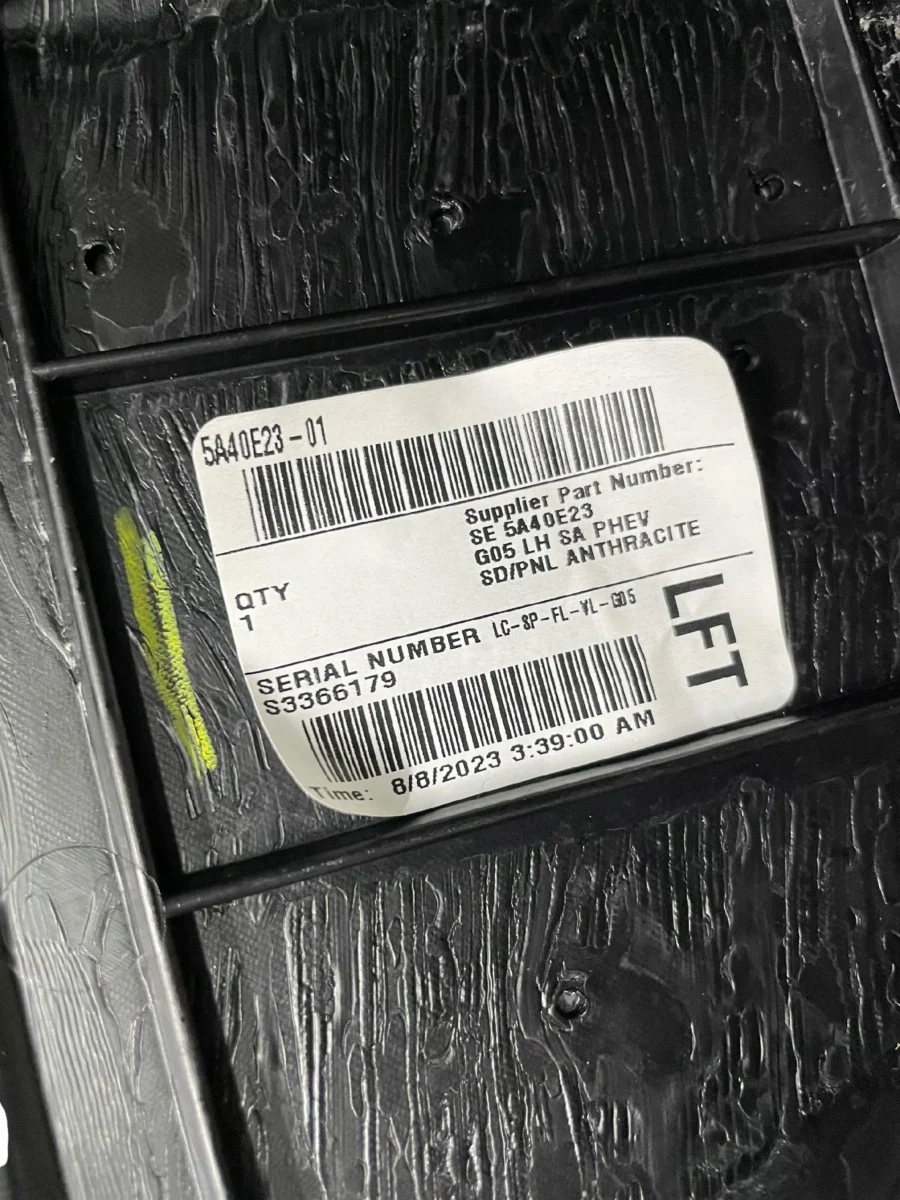 5A40E23-01
Supplier Part Number:
SE 5A40E23
G05 LH SA PHEV
SD/PNL ANTHRACITE
QTY
1
SERIAL NUMBER LC-SP-FL-VL-G05
S3366179
LFT
Time: 8/8/2023 3:39:00 AM